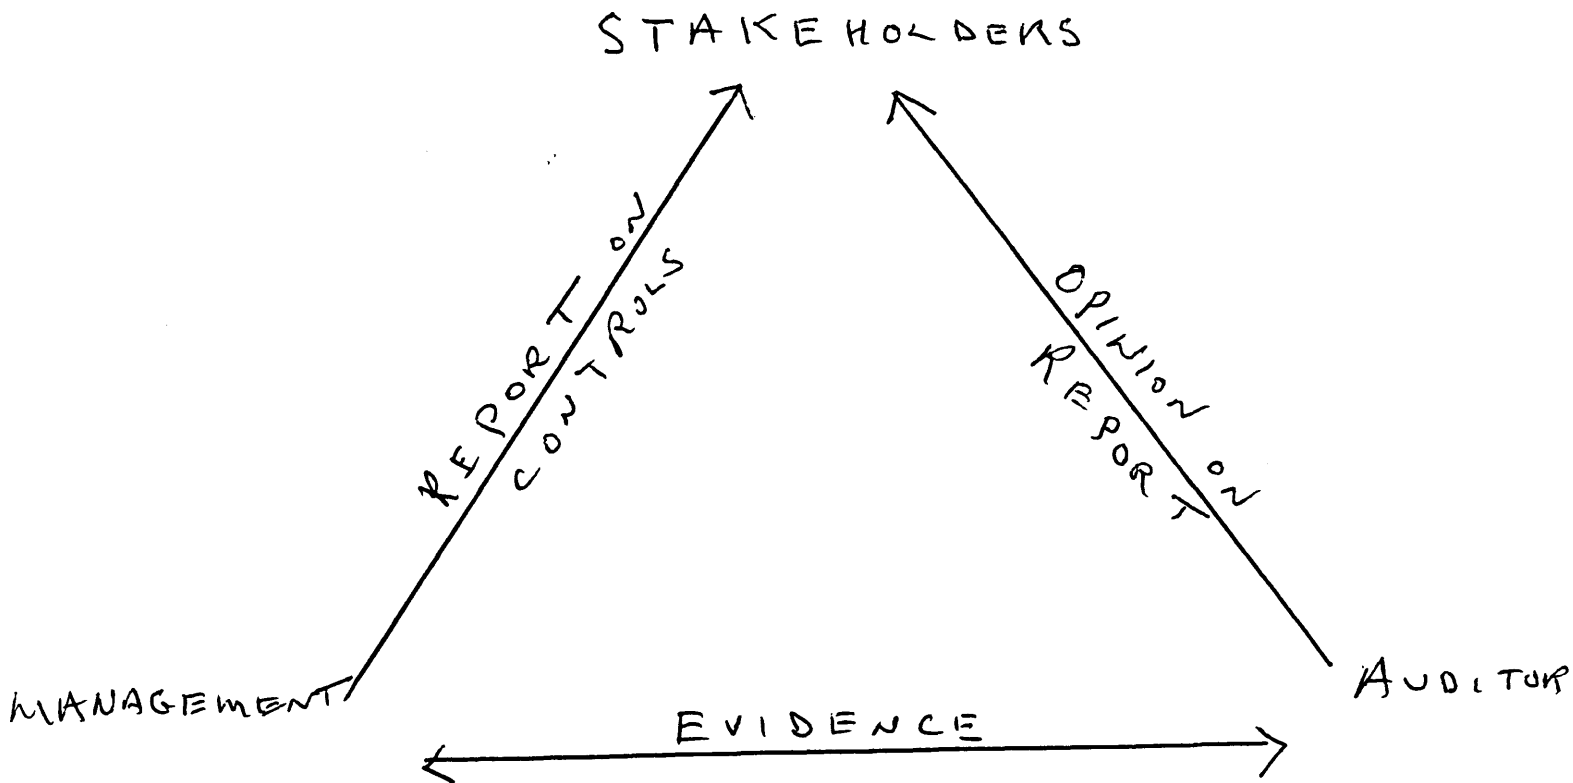 STAKEHOLDERS
REPORT ON
CONTROLS
OPINION ON
REPORT
MANAGEMENT
AUDITOR
EVIDENCE